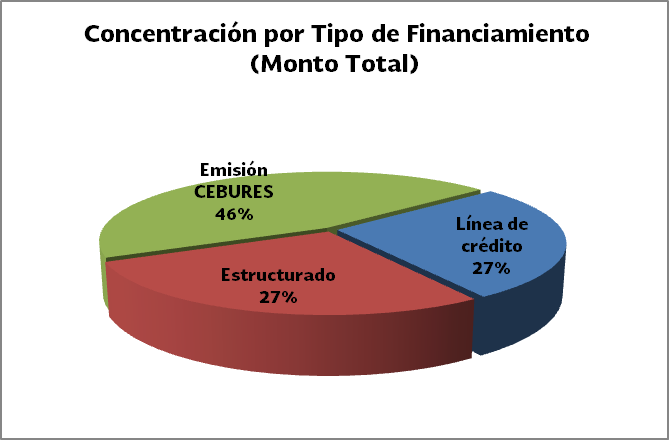 Concentración por Tipo de Financiamiento
(Monto Total)
Emisión
CEBURES
46%
Línea de
crédito
27%
Estructurado
27%